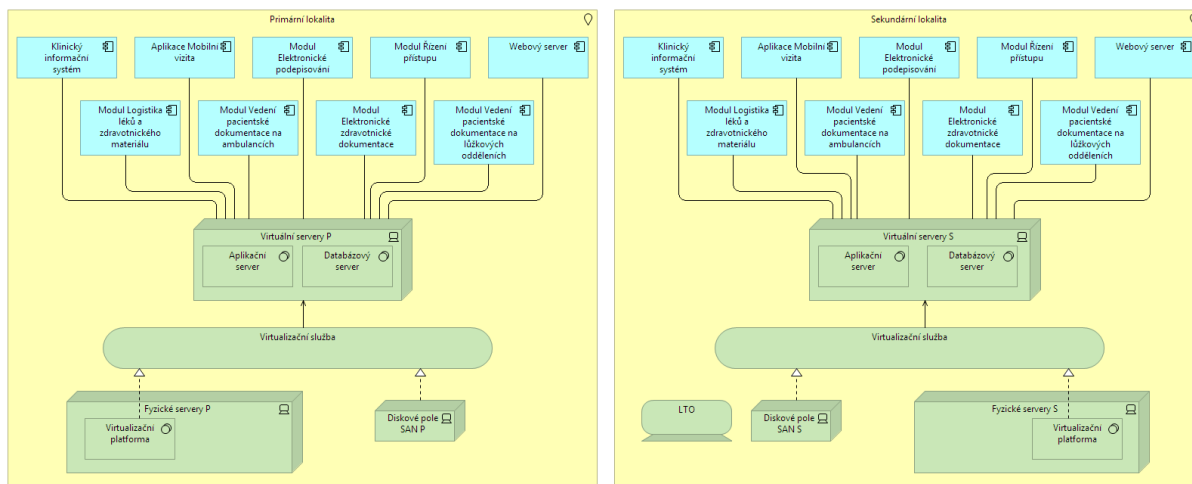 Primární lokalita
Klinický
informační
systém
Aplikace Mobilní
vizita
Modul
Elektronické
podepisování
Modul Řízení
přístupu
Webový server
Modul Logistika
léků a
zdravotnického
materiálu
Modul Vedení
pacientské
dokumentace na
ambulancích
Modul
Elektronické
zdravotnické
dokumentace
Modul Vedení
pacientské
dokumentace na
lůžkových
odděleních
Virtuální servery P
Aplikační
server
Databázový
server
Virtualizační služba
Fyzické servery P
Virtualizační
platforma
Diskové pole
SAN P
Sekundární lokalita
Klinický
informační
systém
Aplikace Mobilní
vizita
Modul
Elektronické
podepisování
Modul Řízení
přístupu
Webový server
Modul Logistika
léků a
zdravotnického
materiálu
Modul Vedení
pacientské
dokumentace na
ambulancích
Modul
Elektronické
zdravotnické
dokumentace
Modul Vedení
pacientské
dokumentace na
lůžkových
odděleních
Virtuální servery S
Aplikační
server
Databázový
server
Virtualizační služba
LTO
Diskové pole
SAN S
Fyzické servery S
Virtualizační
platforma